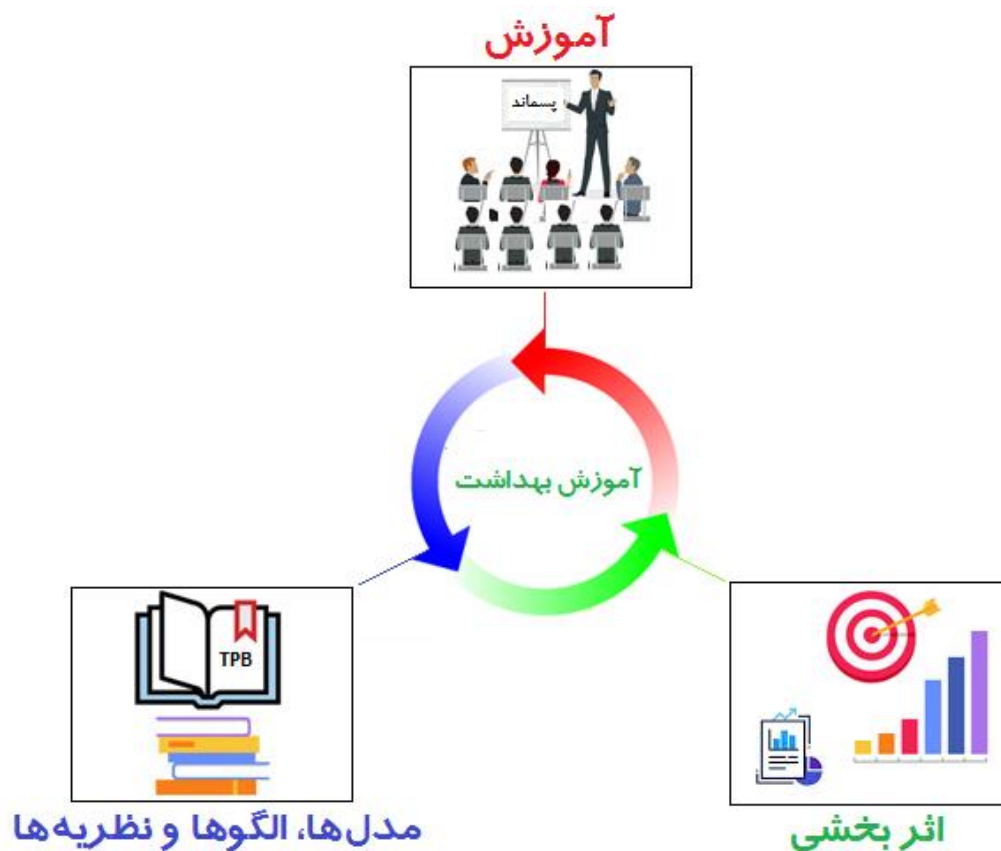 آموزش
پسماند
آموزش بهداشت
TPB
مدل‌ها، الگوها و نظریه‌ها
اثر بخشی